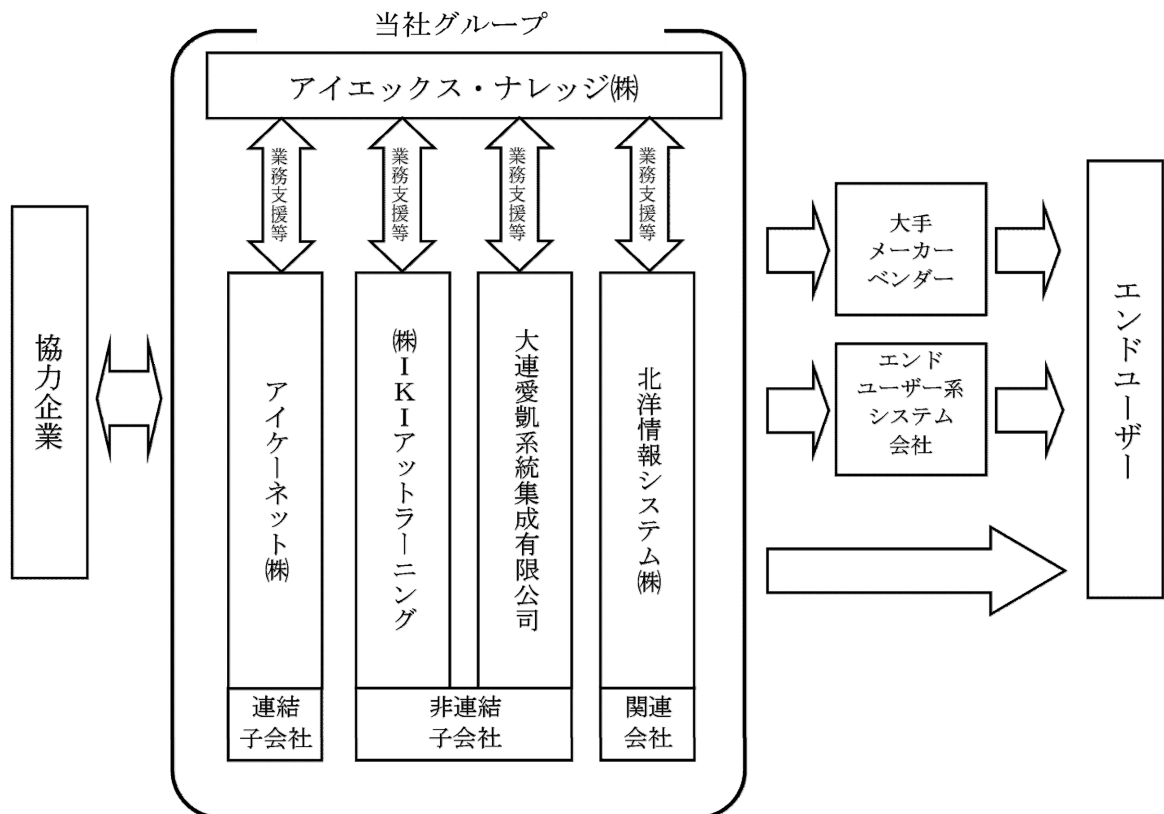 当社グループ
アイエックス・ナレッジ㈱
業務支援等
業務支援等
業務支援等
業務支援等
協力企業
アイケーネット㈱
㈱IKIアットラーニング
大連愛凱系統集成有限公司
北洋情報システム㈱
連結
子会社
非連結
子会社
関連
会社
大手
メーカー
ベンダー
エンド
ユーザー系
システム
会社
エンドユーザー